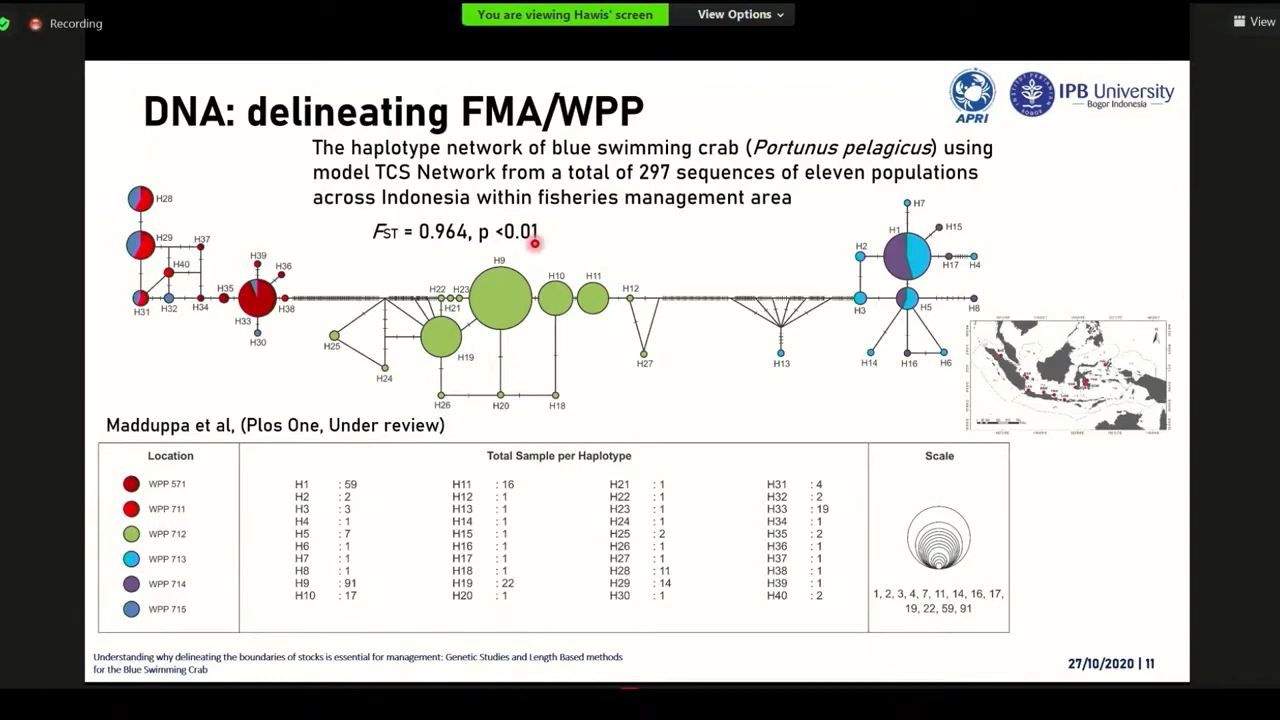 You are viewing Hawis' screen
View Options
Recording
View
DNA: delineating FMA/WPP
APRI
IPB University
Bogor Indonesia
The haplotype network of blue swimming crab (Portunus pelagicus) using
model TCS Network from a total of 297 sequences of eleven populations
across Indonesia within fisheries management area
FST = 0.964, p <0.01
H28
H29
H37
H40
H31
H32
H34
H35
H39
H36
H33
H38
H30
H22
H23
H21
H9
H10
H11
H12
H25
H24
H19
H26
H20
H18
H27
H13
H7
H1
H15
H2
H17
H4
H3
H5
H8
H14
H16
H6
Madduppa et al, (Plos One, Under review)
Location
WPP 571
WPP 711
WPP 712
WPP 713
WPP 714
WPP 715
Total Sample per Haplotype
H1 : 59
H2 : 2
H3 : 3
H4 : 1
H5 : 7
H6 : 1
H7 : 1
H8 : 1
H9 : 91
H10 : 17
H11 : 16
H12 : 1
H13 : 1
H14 : 1
H15 : 1
H16 : 1
H17 : 1
H18 : 1
H19 : 22
H20 : 1
H21 : 1
H22 : 1
H23 : 1
H24 : 1
H25 : 2
H26 : 1
H27 : 1
H28 : 11
H29 : 14
H30 : 1
H31 : 4
H32 : 2
H33 : 19
H34 : 1
H35 : 2
H36 : 1
H37 : 1
H38 : 1
H39 : 1
H40 : 2
Scale
1, 2, 3, 4, 7, 11, 14, 16, 17,
19, 22, 59, 91
Understanding why delineating the boundaries of stocks is essential for management: Genetic Studies and Length Based methods
for the Blue Swimming Crab
27/10/2020 | 11